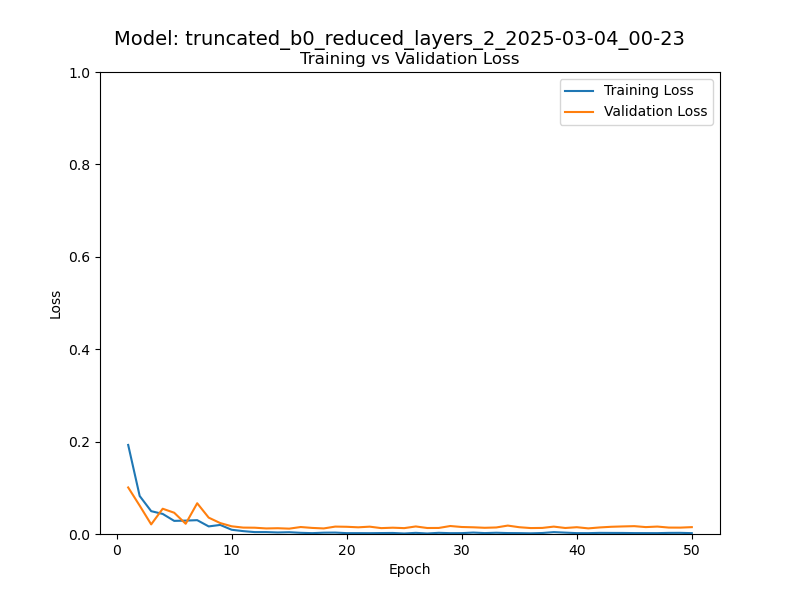 Model: truncated_b0_reduced_layers_2_2025-03-04_00-23
Training vs Validation Loss
1.0
Training Loss
Validation Loss
0.8
0.6
Loss
0.4
0.2
0.0
0 10 20 30 40 50
Epoch